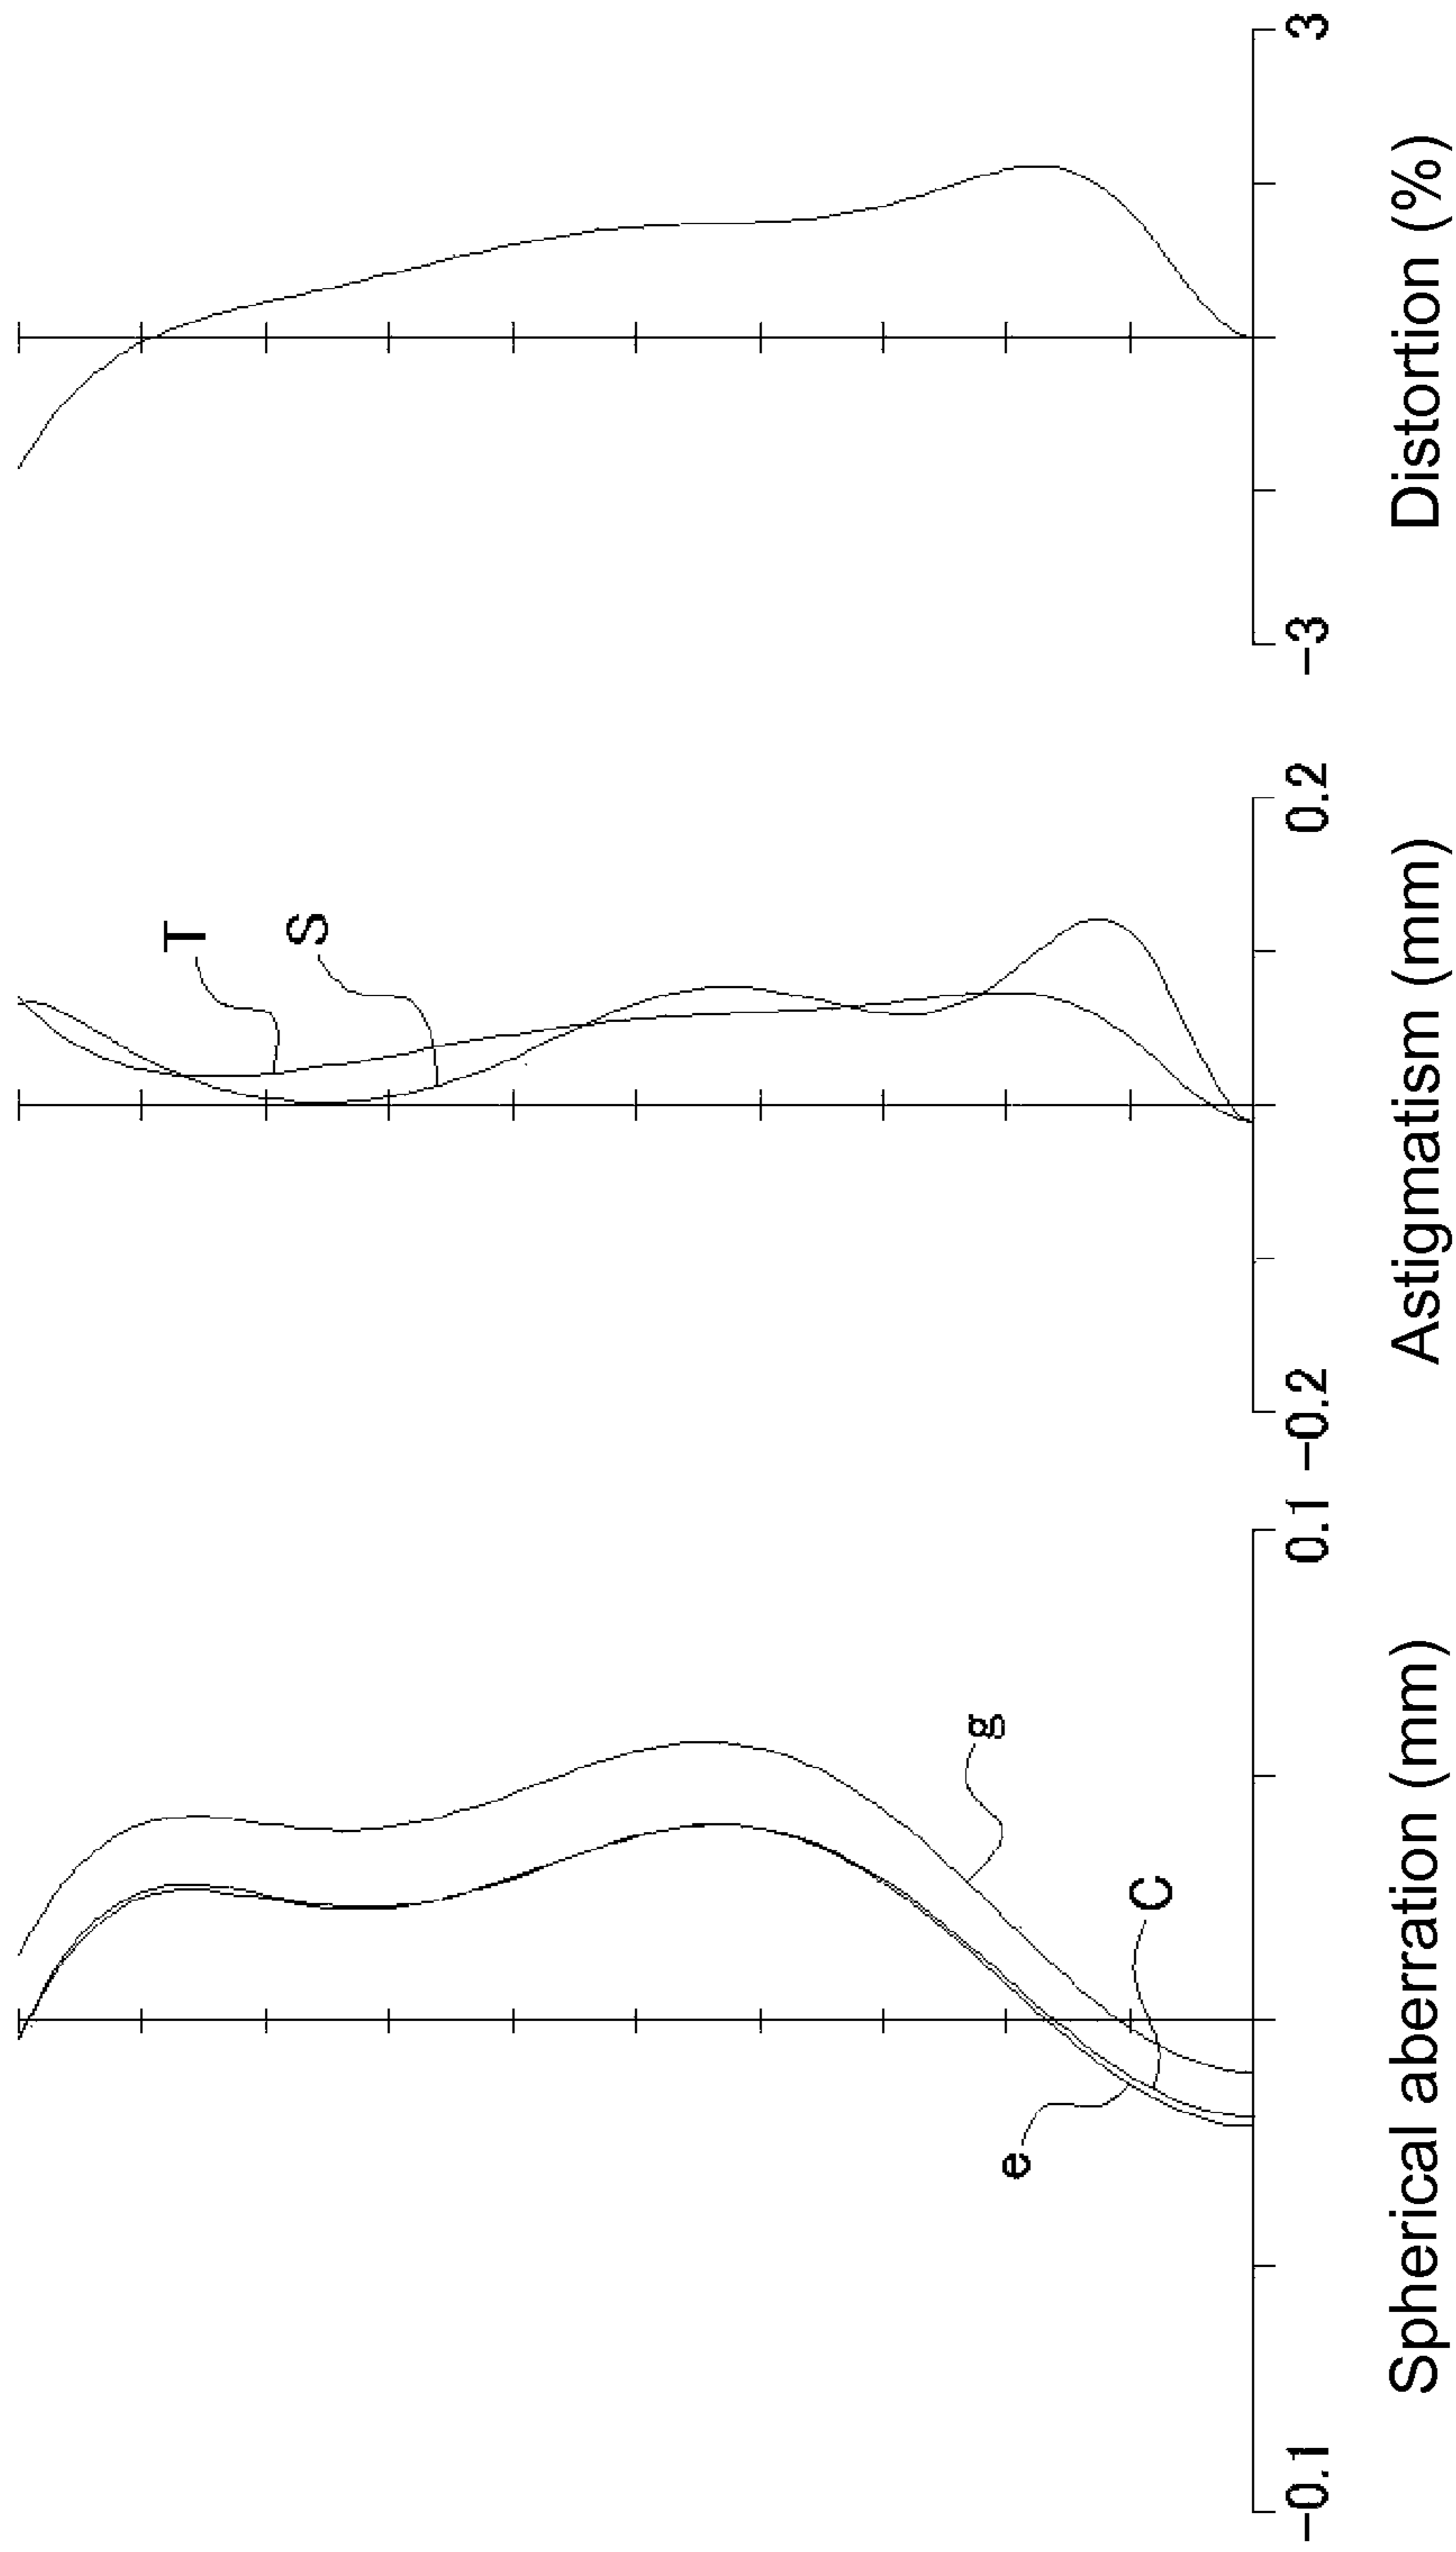 g
C
e
-0.1
0.1
Spherical aberration (mm)
T
S
-0.2
0.2
Astigmatism (mm)
-3
3
Distortion (%)